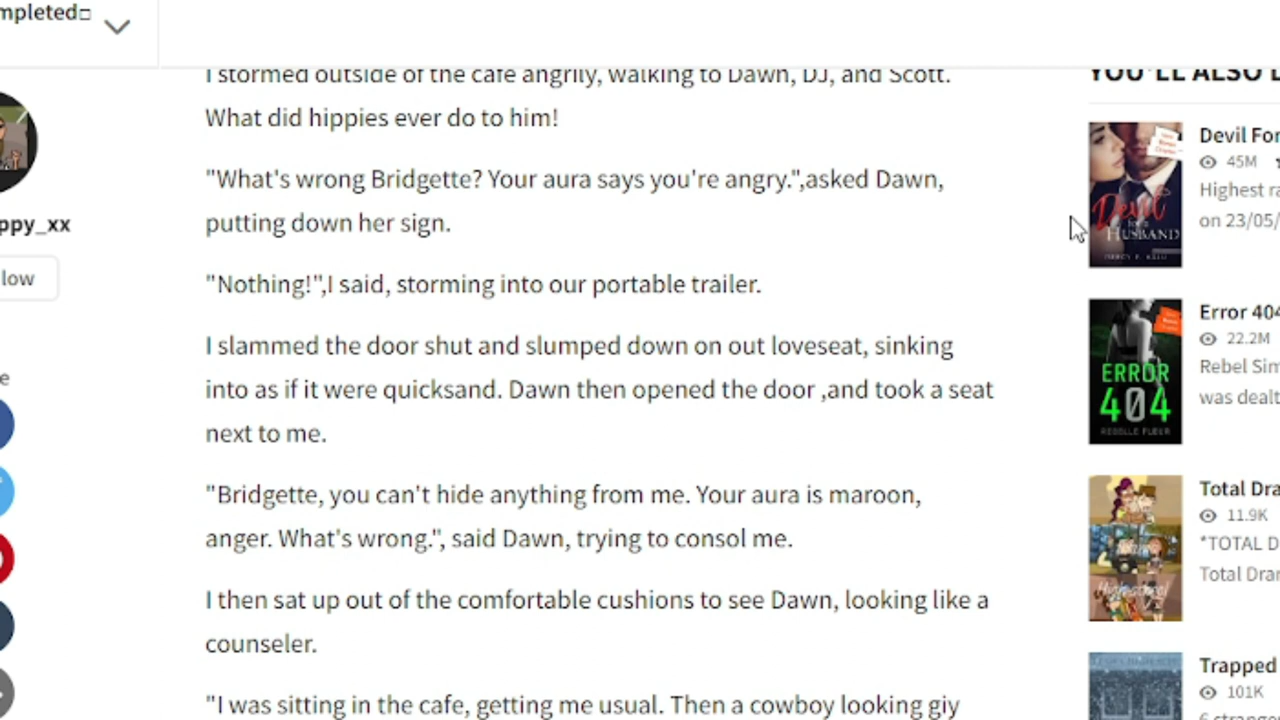 mpleted□
I stormed outside of the cafe angrily, walking to Dawn, DJ, and Scott.
What did hippies ever do to him!
"What's wrong Bridgette? Your aura says you're angry.",asked Dawn,
putting down her sign.
"Nothing!",I said, storming into our portable trailer.
I slammed the door shut and slumped down on out loveseat, sinking
into as if it were quicksand. Dawn then opened the door ,and took a seat
next to me.
"Bridgette, you can't hide anything from me. Your aura is maroon,
anger. What's wrong.", said Dawn, trying to consol me.
I then sat up out of the comfortable cushions to see Dawn, looking like a
counseler.
"I was sitting in the cafe, getting me usual. Then a cowboy looking giy
ppy_xx
low
e
YOU'LL ALSO L
Devil
for a
HUSBAND
Devil For
45M
Highest ra
on 23/05/
ERROR
404
Error 404
22.2M
Rebel Sim
was dealt
Total Dra
11.9K
*TOTAL D
Total Dran
Trapped
101K
6 strange